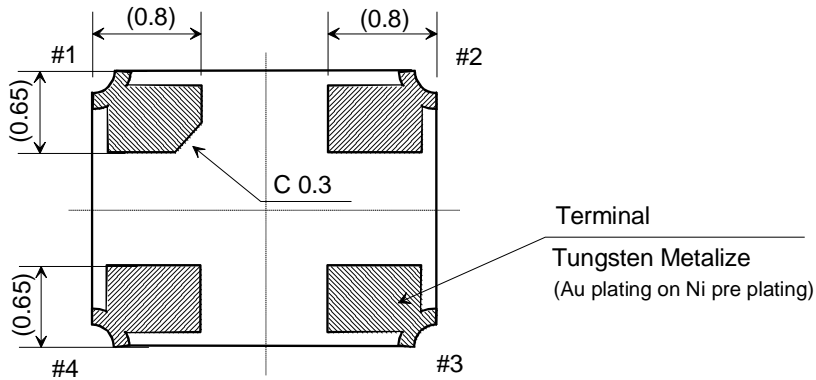 (0.8)
(0.8)
#1
#2
(0.65)
C 0.3
Terminal
Tungsten Metalize
(Au plating on Ni pre plating)
(0.65)
#4
#3